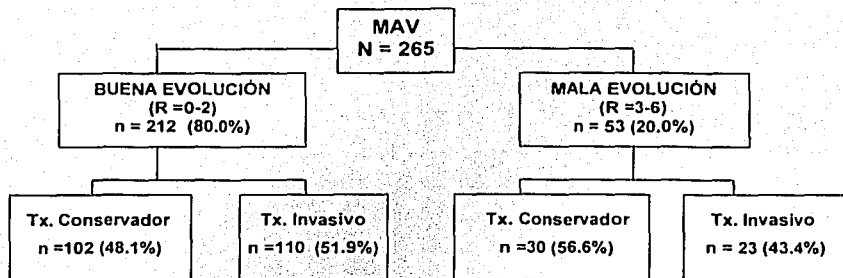 MAV
N = 265
BUENA EVOLUCIÓN
(R =0-2)
n = 212 (80.0%)
MALA EVOLUCIÓN
(R =3-6)
n = 53 (20.0%)
Tx. Conservador
n =102 (48.1%)
Tx. Invasivo
n =110 (51.9%)
Tx. Conservador
n =30 (56.6%)
Tx. Invasivo
n = 23 (43.4%)